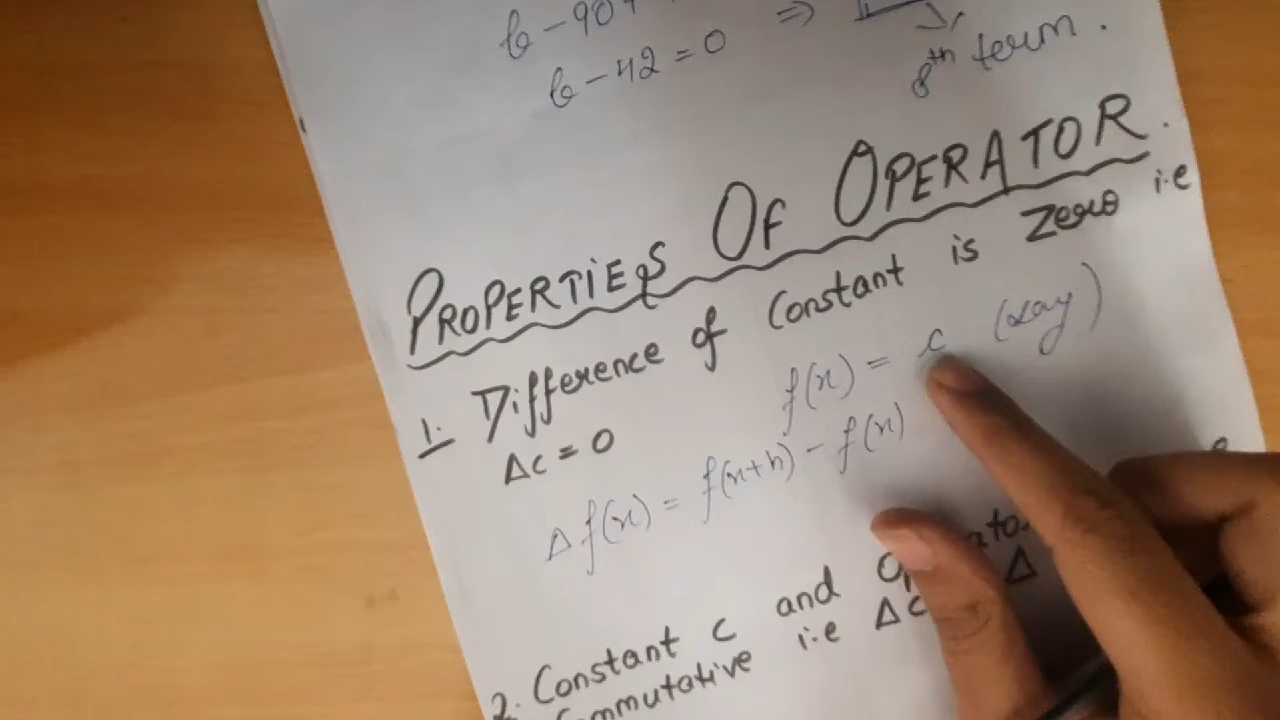 b - 90
b - 42 = 0 ⇒
8th term.
PROPERTIES OF OPERATOR.
1. Difference of Constant is Zero i.e
Δc = 0
f(x) = c (say)
Δf(x) = f(x+h) - f(x)
2. Constant c and Δ
Commutative i.e Δc